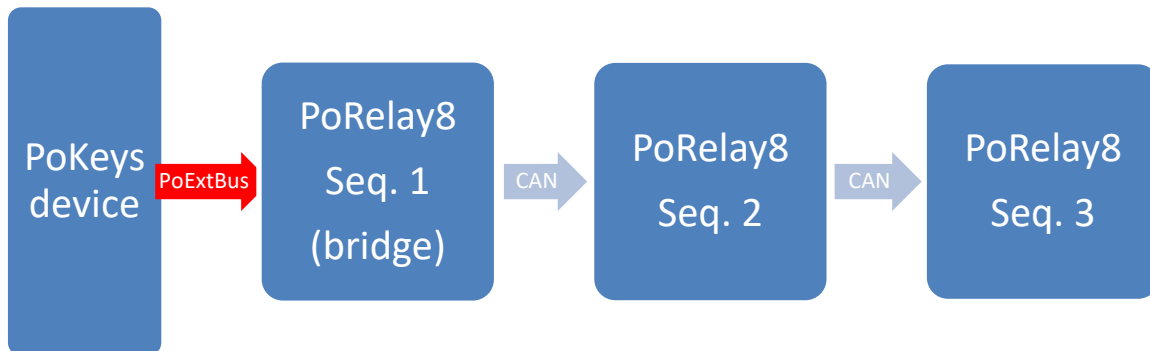 PoKeys
device
PoExtBus
PoRelay8
Seq. 1
(bridge)
CAN
PoRelay8
Seq. 2
CAN
PoRelay8
Seq. 3